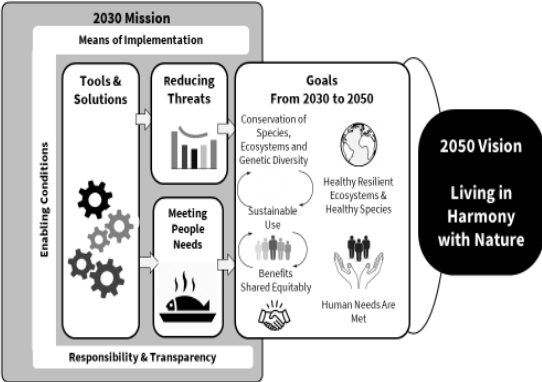 2030 Mission
Means of Implementation
Enabling Conditions
Tools &
Solutions
Reducing
Threats
Meeting
People
Needs
Goals
From 2030 to 2050
Conservation of
Species,
Ecosystems and
Genetic Diversity
Sustainable
Use
Benefits
Shared Equitably
Healthy Resilient
Ecosystems &
Healthy Species
Human Needs Are
Met
2050 Vision
Living in
Harmony
with Nature
Responsibility & Transparency